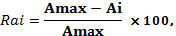 Rai = Amax − Ai / Amax × 100,